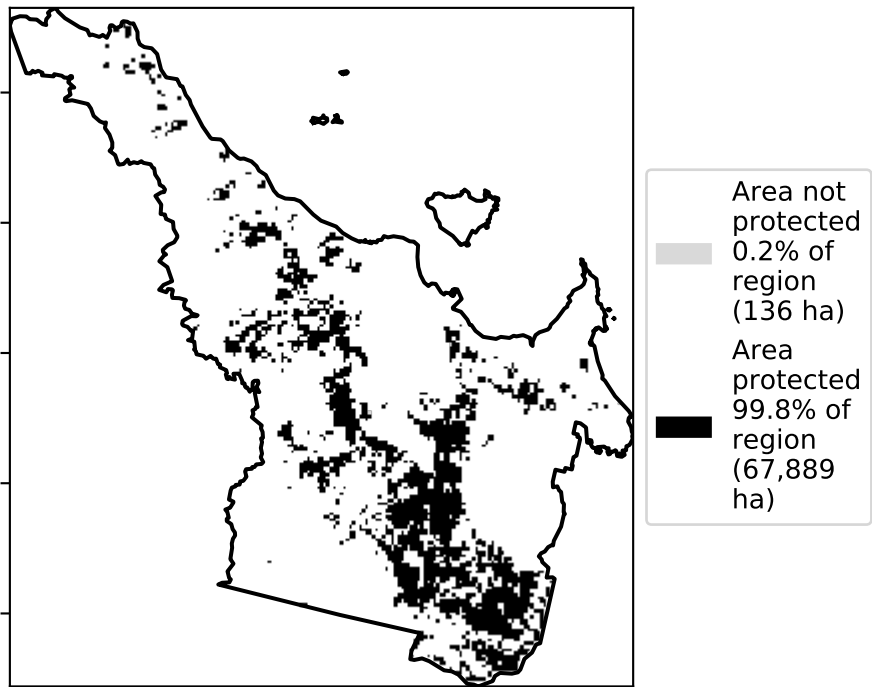 Area not
protected
0.2% of
region
(136 ha)
Area
protected
99.8% of
region
(67,889
ha)